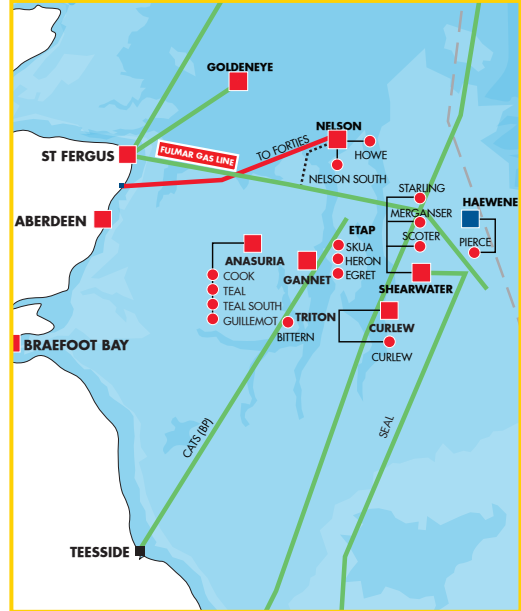 GOLDENEYE
NELSON
TO FORTIES
FULMAR GAS LINE
ST FERGUS
HOWE
NELSON SOUTH
STARLING
HAEWENE
MERGANSER
ABERDEEN
ETAP
SCOTER
SKUA
PIERCE
ANASURIA
HERON
COOK
GANNET
EGRET
SHEARWATER
TEAL
TEAL SOUTH
TRITON
GUILLEMOT
CURLEW
BITTERN
BRAEFOOT BAY
CURLEW
SEAL
CATS (BP)
TEESSIDE